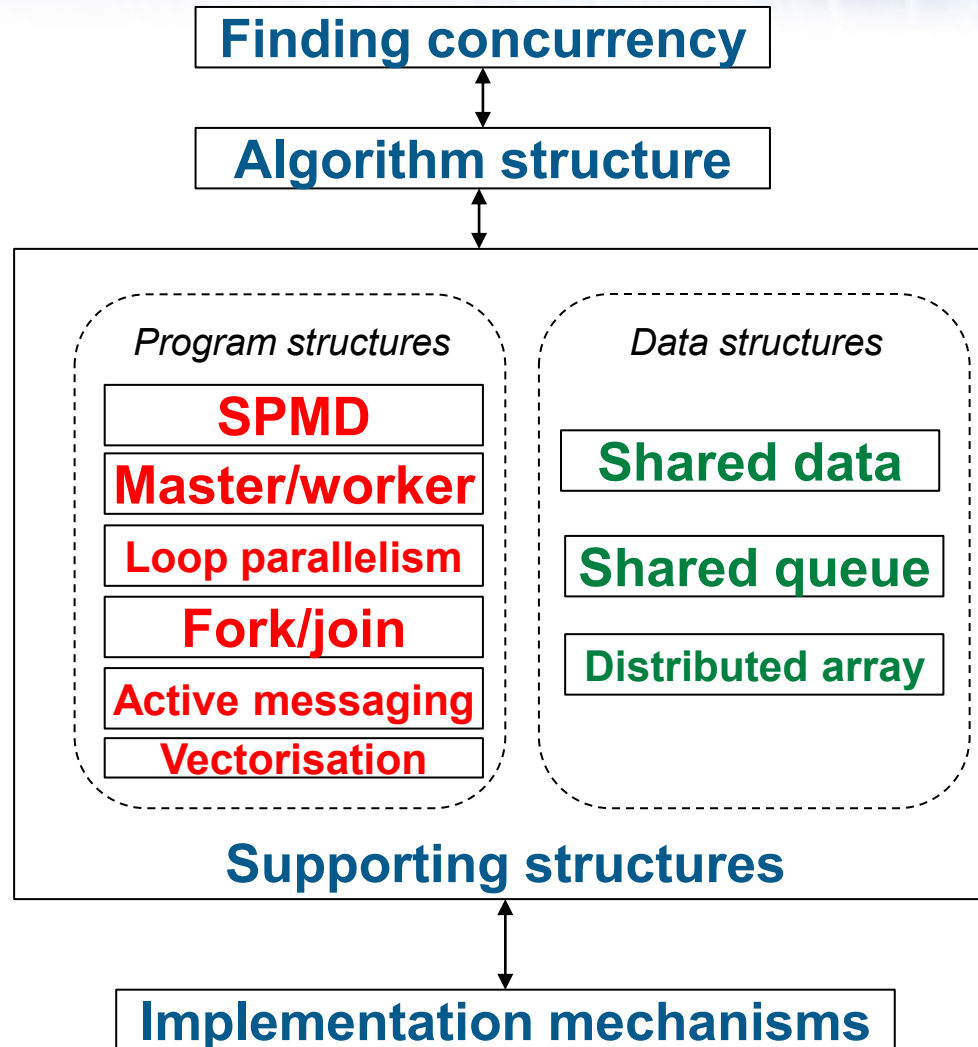 Finding concurrency
Algorithm structure
Program structures
SPMD
Master/worker
Loop parallelism
Fork/join
Active messaging
Vectorisation
Data structures
Shared data
Shared queue
Distributed array
Supporting structures
Implementation mechanisms